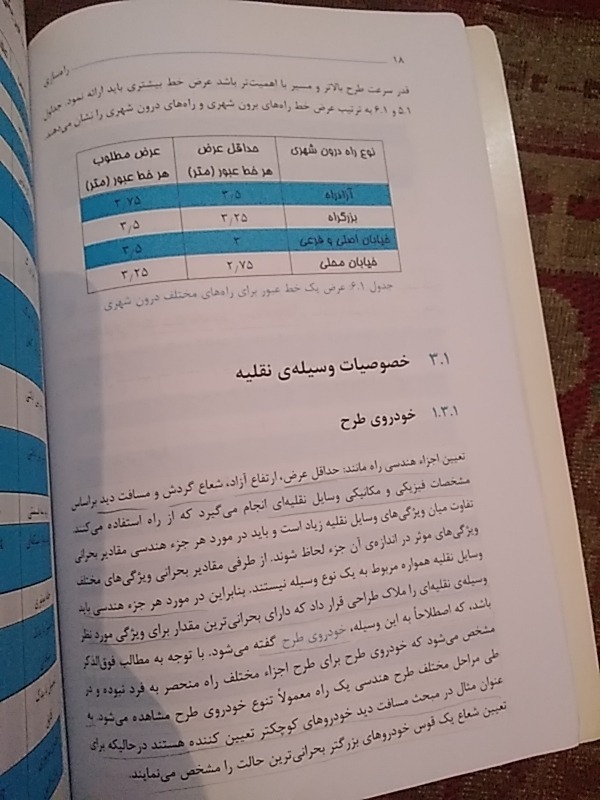 ۱۸
راهسازی
قدر سرعت طرح بالاتر و مسیر با اهمیت‌تر باشد عرض خط بیشتری باید ارائه نمود. جداول
۵.۱ و ۶.۱ به ترتیب عرض خط راه‌های برون شهری و راه‌های درون شهری را نشان می‌دهند.
نوع راه درون شهری حداقل عرض هر خط عبور (متر) عرض مطلوب هر خط عبور (متر)
آزادراه ۳٫۵ ۳٫۷۵
بزرگراه ۳٫۲۵ ۳٫۵
خیابان اصلی و فرعی ۳ ۳٫۵
خیابان محلی ۲٫۷۵ ۳٫۲۵
جدول ۶.۱: عرض یک خط عبور برای راه‌های مختلف درون شهری
۳.۱ خصوصیات وسیله‌ی نقلیه
۱.۳.۱ خودروی طرح
تعیین اجزاء هندسی راه مانند: حداقل عرض، ارتفاع آزاد، شعاع گردش و مسافت دید براساس
مشخصات فیزیکی و مکانیکی وسایل نقلیه‌ای انجام می‌گیرد که از راه استفاده می‌کنند
تفاوت میان ویژگی‌های وسایل نقلیه زیاد است و باید در مورد هر جزء هندسی مقادیر بحرانی
ویژگی‌های موثر در اندازه‌ی آن جزء لحاظ شوند. از طرفی مقادیر بحرانی ویژگی‌های مختلف
وسایل نقلیه همواره مربوط به یک نوع وسیله نیستند. بنابراین در مورد هر جزء هندسی باید
وسیله‌ی نقلیه‌ای را ملاک طراحی قرار داد که دارای بحرانی‌ترین مقدار برای ویژگی مورد نظر
باشد، که اصطلاحاً به این وسیله، خودروی طرح گفته می‌شود. با توجه به مطالب فوق‌الذکر
مشخص می‌شود که خودروی طرح برای طرح اجزاء مختلف راه منحصر به فرد نبوده و در
طی مراحل مختلف طرح هندسی یک راه معمولاً تنوع خودروی طرح مشاهده می‌شود. به
عنوان مثال در مبحث مسافت دید خودروهای کوچکتر تعیین کننده هستند درحالیکه برای
تعیین شعاع یک قوس خودروهای بزرگتر بحرانی‌ترین حالت را مشخص می‌نمایند.